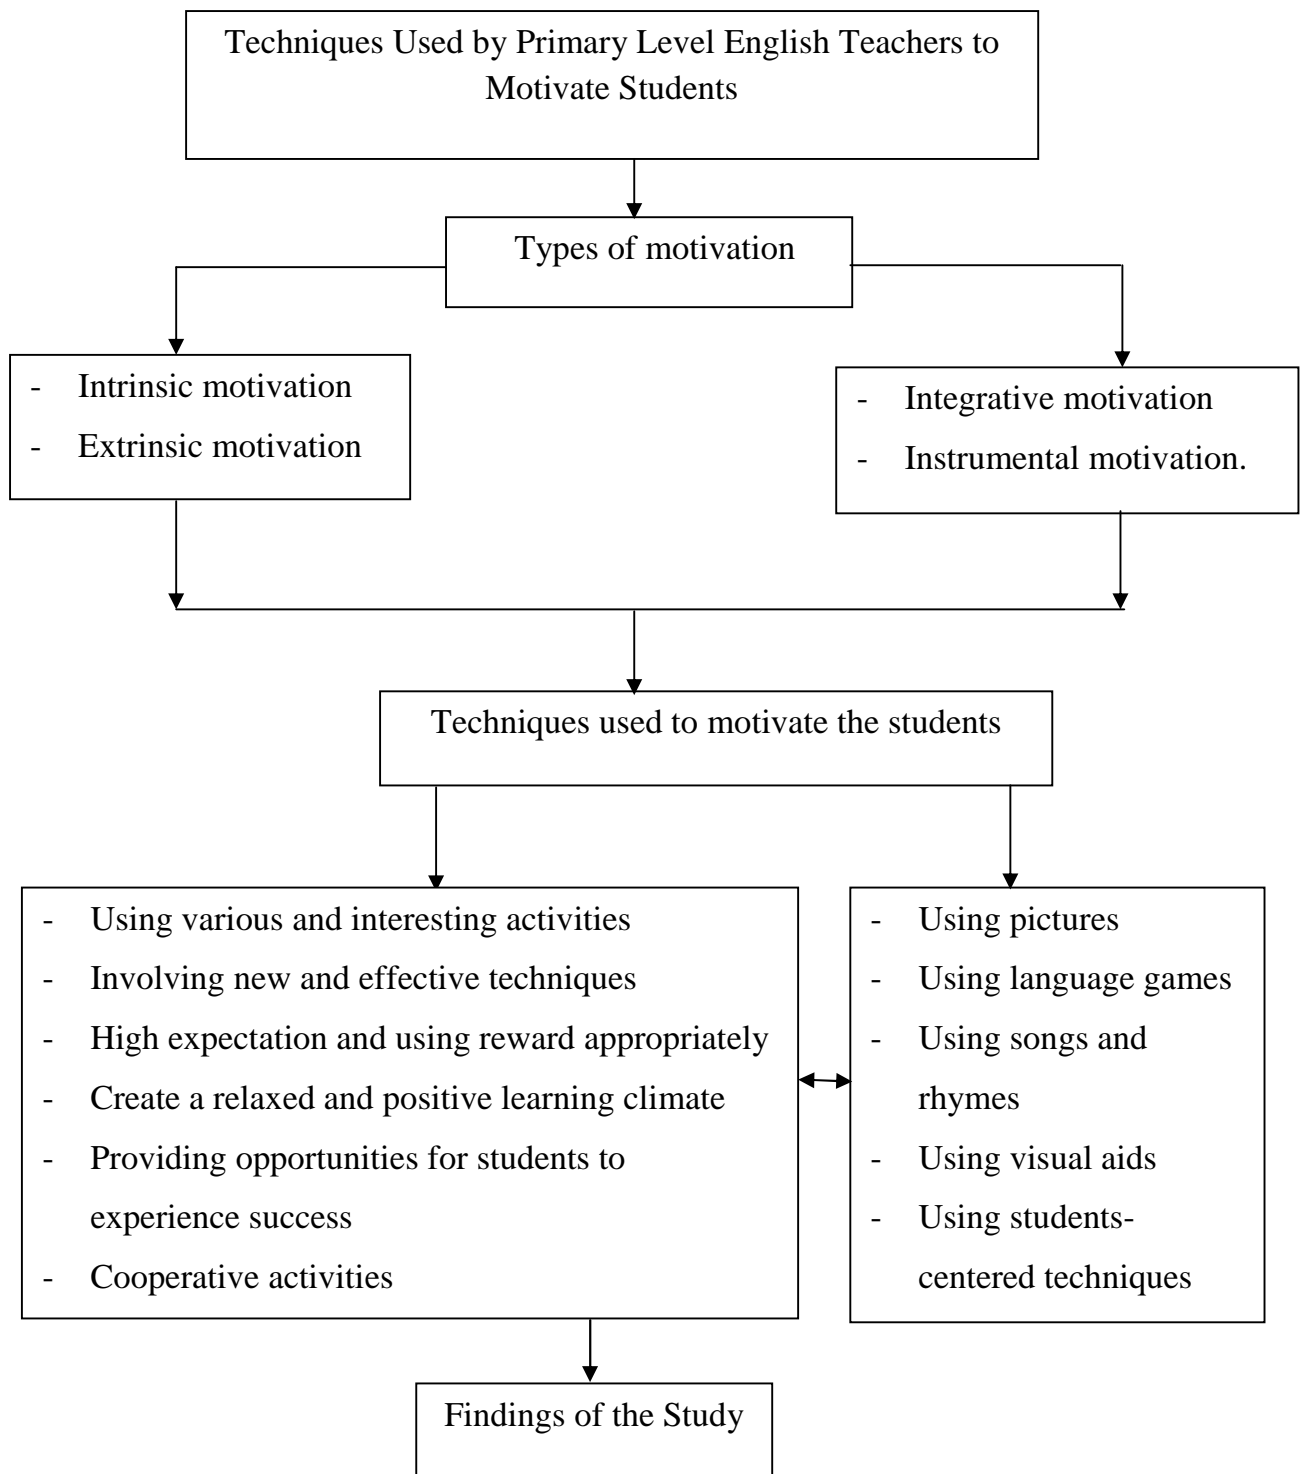 Techniques Used by Primary Level English Teachers to
Motivate Students
Types of motivation
- Intrinsic motivation
- Extrinsic motivation
- Integrative motivation
- Instrumental motivation.
Techniques used to motivate the students
- Using various and interesting activities
- Involving new and effective techniques
- High expectation and using reward appropriately
- Create a relaxed and positive learning climate
- Providing opportunities for students to
experience success
- Cooperative activities
- Using pictures
- Using language games
- Using songs and
rhymes
- Using visual aids
- Using students-
centered techniques
Findings of the Study